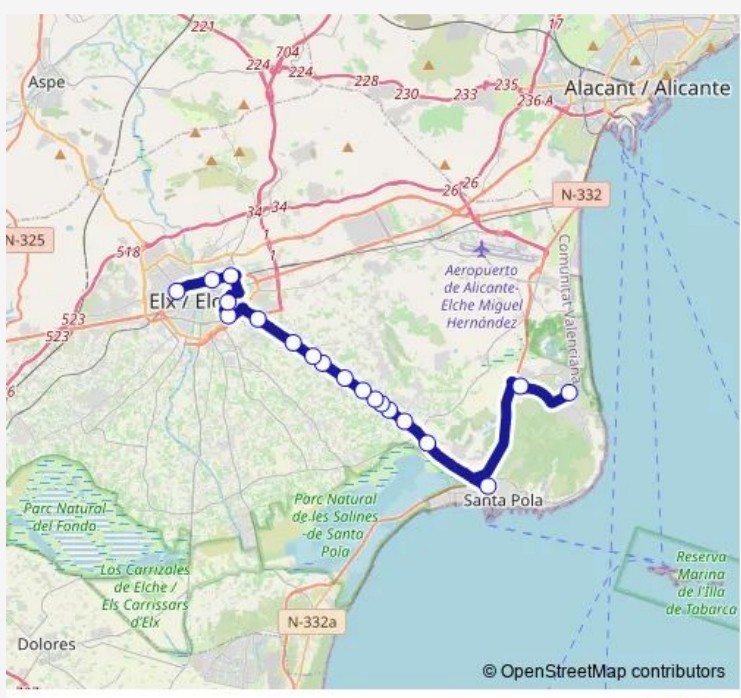 221
17
704
224
224
Aspe
228
235
230
233
236 A
Alacant / Alicante
26
26
N-332
34
34
N-325
518
1
1
Aeropuerto
de Alicante-
Elche Miguel
Hernández
Comunitat Valenciana
Elx / Elc
523
523
6
Santa Pola
Parc Natural
de les Salines
-de Santa
Pola
Parc Natural
del Fondo
Los Carrizales
de Elche /
Els Carrissars
d'Elx
Reserva
Marina
de l'Illa
de Tabarca
N-332a
Dolores
© OpenStreetMap contributors